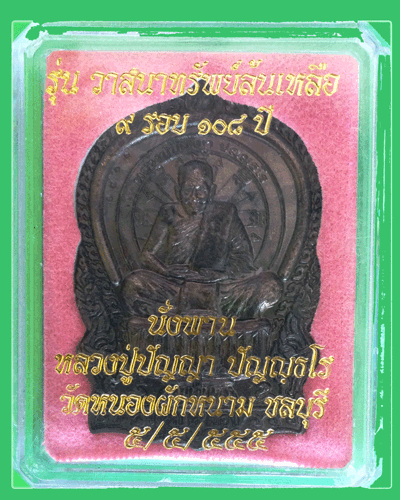 รุ่น วาสนาทรัพย์ล้นเหลือ
๙ รอบ ๑๐๘ ปี
นั่งพาน
หลวงปู่ปัญญา ปัญญฺธโร
วัดหนองผักหนาม ชลบุรี
๕/๕/๕๕๕